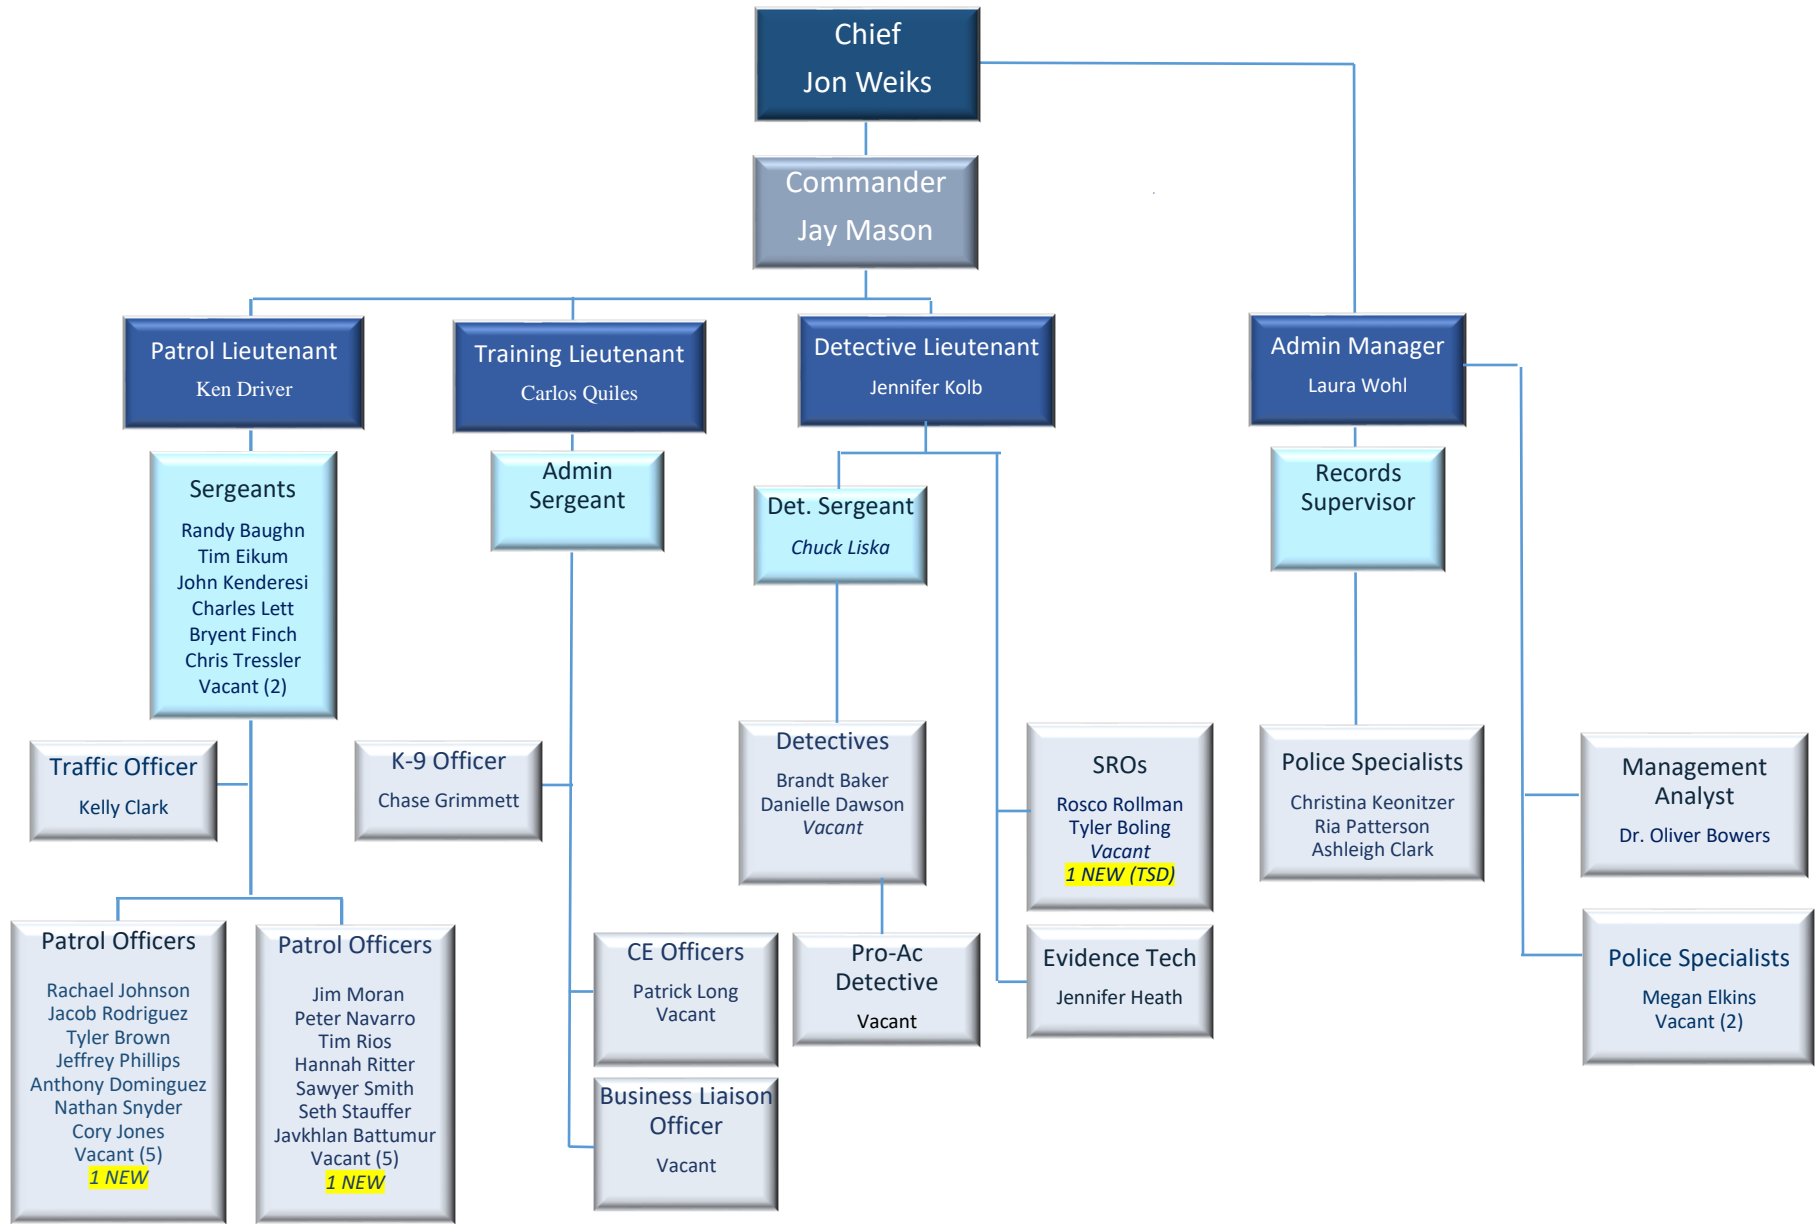 Chief
Jon Weiks
Commander
Jay Mason
Patrol Lieutenant
Ken Driver
Training Lieutenant
Carlos Quiles
Detective Lieutenant
Jennifer Kolb
Admin Manager
Laura Wohl
Sergeants
Randy Baughn
Tim Eikum
John Kenderesi
Charles Lett
Bryent Finch
Chris Tressler
Vacant (2)
Admin
Sergeant
Det. Sergeant
Chuck Liska
Records
Supervisor
Traffic Officer
Kelly Clark
K-9 Officer
Chase Grimmett
Detectives
Brandt Baker
Danielle Dawson
Vacant
SROs
Rosco Rollman
Tyler Boling
Vacant
1 NEW (TSD)
Police Specialists
Christina Keonitzer
Ria Patterson
Ashleigh Clark
Management
Analyst
Dr. Oliver Bowers
Patrol Officers
Rachael Johnson
Jacob Rodriguez
Tyler Brown
Jeffrey Phillips
Anthony Dominguez
Nathan Snyder
Cory Jones
Vacant (5)
1 NEW
Patrol Officers
Jim Moran
Peter Navarro
Tim Rios
Hannah Ritter
Sawyer Smith
Seth Stauffer
Javkhlan Battumur
Vacant (5)
1 NEW
CE Officers
Patrick Long
Vacant
Business Liaison
Officer
Vacant
Pro-Ac
Detective
Vacant
Evidence Tech
Jennifer Heath
Police Specialists
Megan Elkins
Vacant (2)